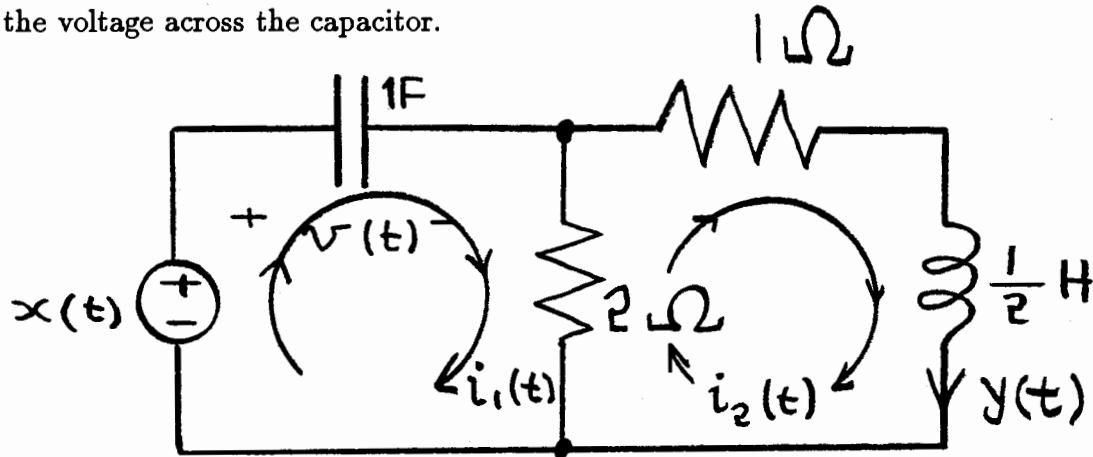 the voltage across the capacitor.
1Ω
1F
+ v(t) −
x(t)
+
−
2Ω
1/2 H
i₁(t)
i₂(t)
y(t)